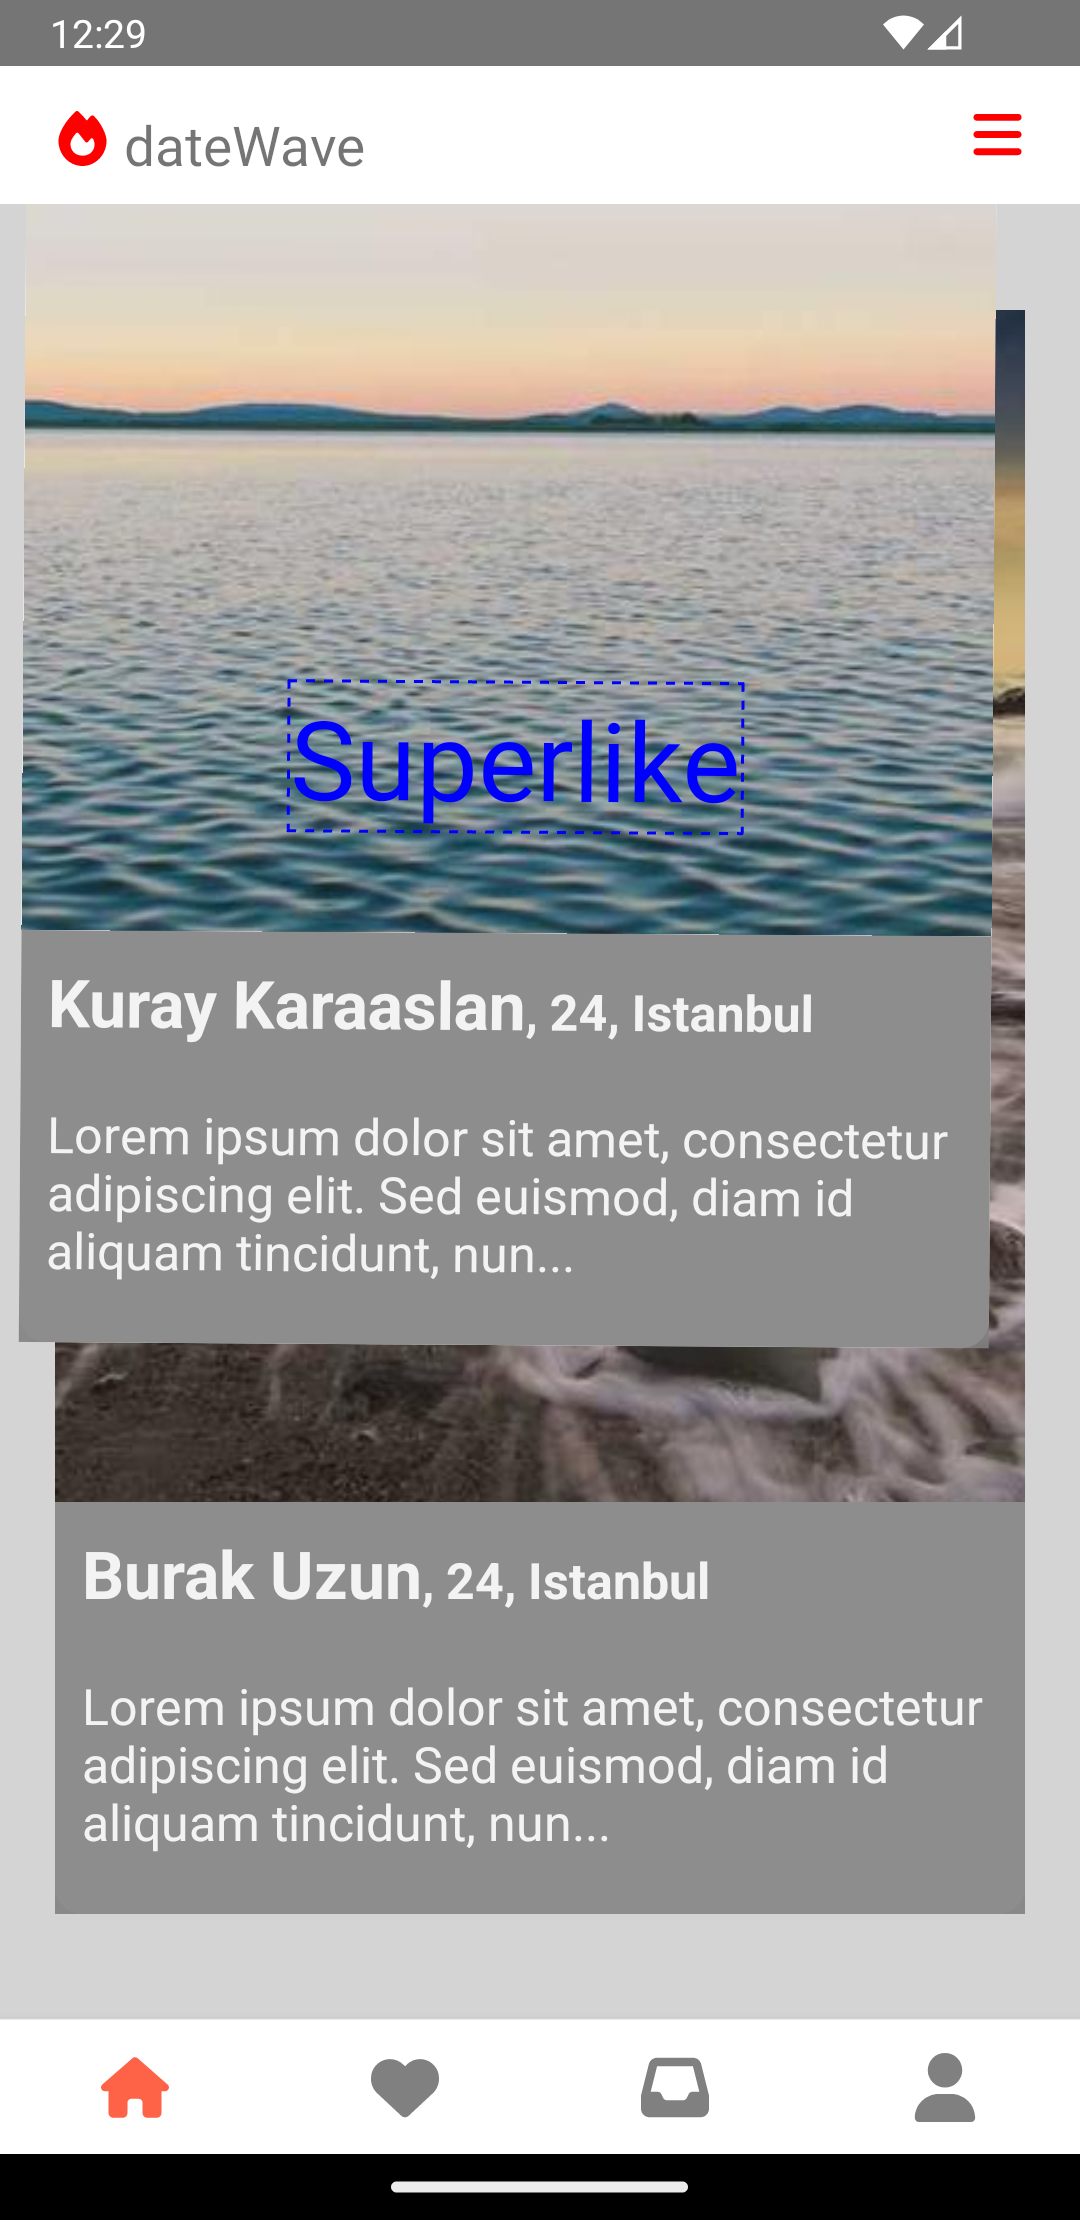 12:29
dateWave
Superlike
Kuray Karaaslan, 24, Istanbul
Lorem ipsum dolor sit amet, consectetur
adipiscing elit. Sed euismod, diam id
aliquam tincidunt, nun...
Burak Uzun, 24, Istanbul
Lorem ipsum dolor sit amet, consectetur
adipiscing elit. Sed euismod, diam id
aliquam tincidunt, nun...